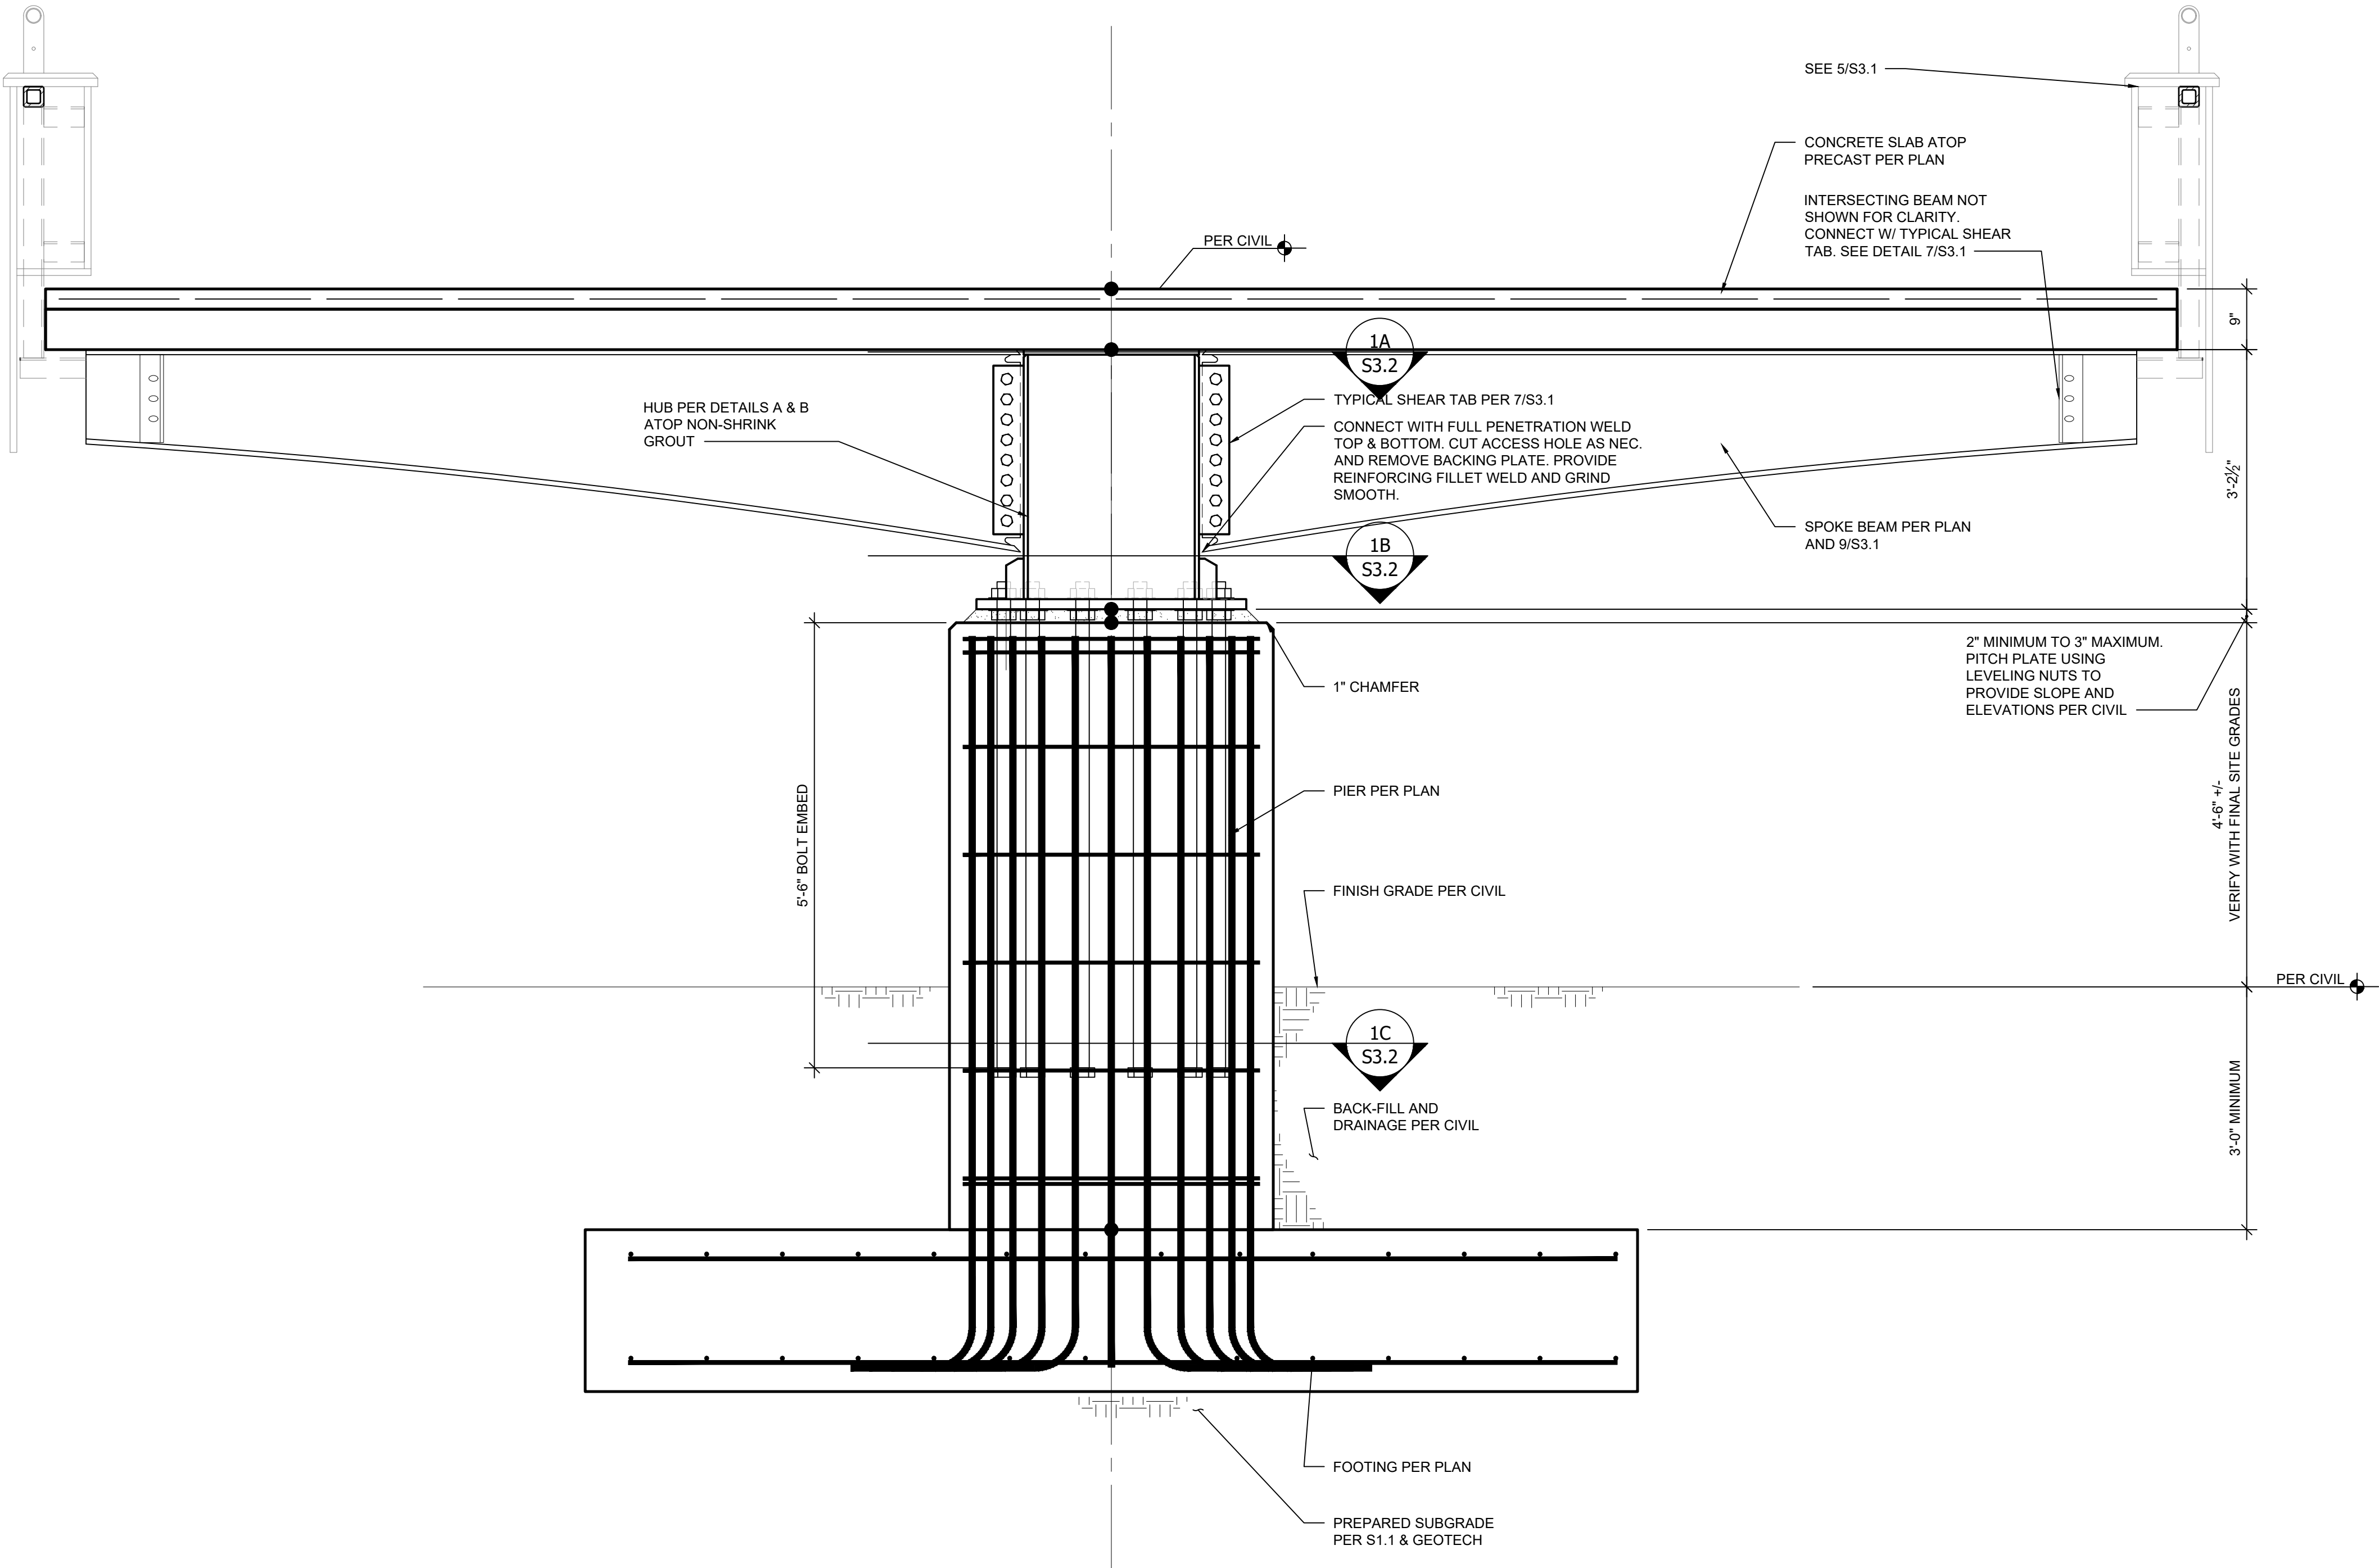 SEE 5/S3.1
CONCRETE SLAB ATOP
PRECAST PER PLAN
INTERSECTING BEAM NOT
SHOWN FOR CLARITY.
CONNECT W/ TYPICAL SHEAR
TAB. SEE DETAIL 7/S3.1
PER CIVIL
9"
1A
S3.2
HUB PER DETAILS A & B
ATOP NON-SHRINK
GROUT
TYPICAL SHEAR TAB PER 7/S3.1
CONNECT WITH FULL PENETRATION WELD
TOP & BOTTOM. CUT ACCESS HOLE AS NEC.
AND REMOVE BACKING PLATE. PROVIDE
REINFORCING FILLET WELD AND GRIND
SMOOTH.
3'-2½"
SPOKE BEAM PER PLAN
AND 9/S3.1
1B
S3.2
2" MINIMUM TO 3" MAXIMUM.
PITCH PLATE USING
LEVELING NUTS TO
PROVIDE SLOPE AND
ELEVATIONS PER CIVIL
1" CHAMFER
PIER PER PLAN
5'-6" BOLT EMBED
4'-6" +/-
VERIFY WITH FINAL SITE GRADES
FINISH GRADE PER CIVIL
PER CIVIL
1C
S3.2
BACK-FILL AND
DRAINAGE PER CIVIL
3'-0" MINIMUM
FOOTING PER PLAN
PREPARED SUBGRADE
PER S1.1 & GEOTECH